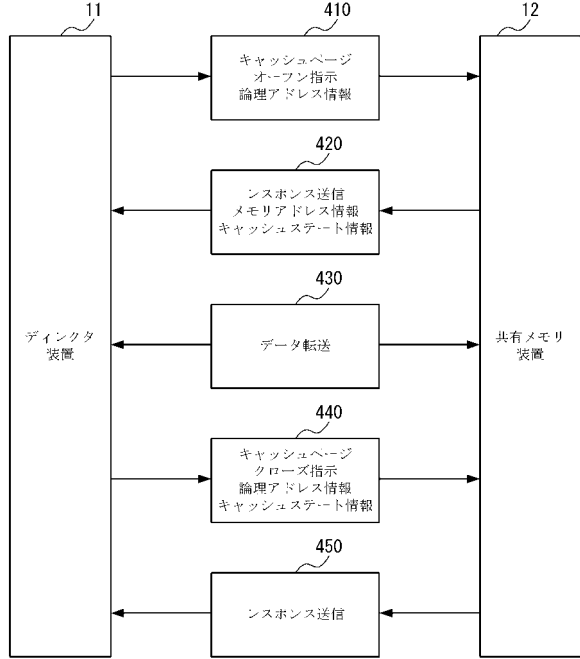 11
410
12
キャッシュページ
オープン指示
論理アドレス情報
420
レスポンス送信
メモリアドレス情報
キャッシュステート情報
430
ディレクタ
装置
データ転送
共有メモリ
装置
440
キャッシュページ
クローズ指示
論理アドレス情報
キャッシュステート情報
450
レスポンス送信